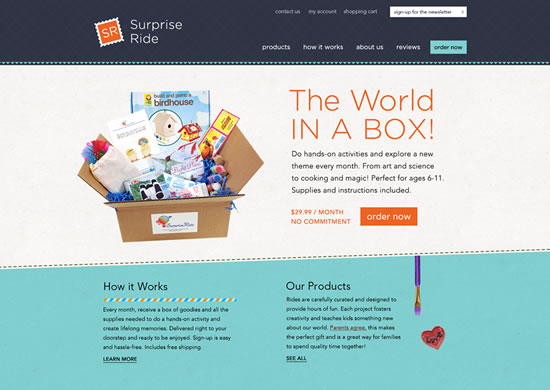 contact us my account shopping cart sign-up for the newsletter
SR Surprise
Ride
products how it works about us reviews order now
build and paint a
birdhouse
SurpriseRide
The World
IN A BOX!
Do hands-on activities and explore a new
theme every month. From art and science
to cooking and magic! Perfect for ages 6-11.
Supplies and instructions included.
$29.99 / MONTH
NO COMMITMENT
order now
How it Works
Every month, receive a box of goodies and all the
supplies needed to do a hands-on activity and
create lifelong memories. Delivered right to your
doorstep and ready to be enjoyed. Sign-up is easy
and hassle-free. Includes free shipping.
LEARN MORE
Our Products
Rides are carefully curated and designed to
provide hours of fun. Each project fosters
creativity and teaches kids something new
about our world. Parents agree, this makes
the perfect gift and is a great way for families
to spend quality time together!
SEE ALL